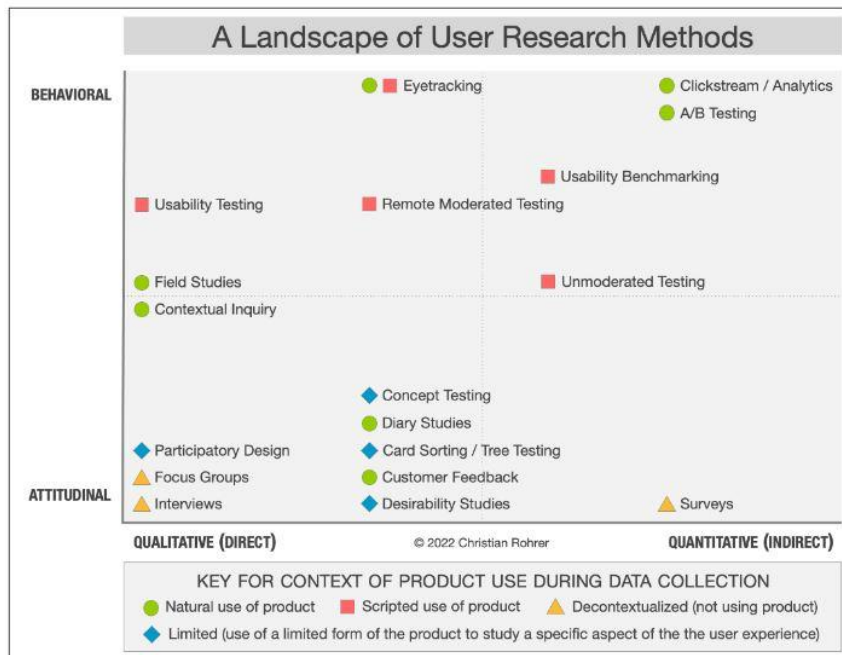 A Landscape of User Research Methods
BEHAVIORAL
Eyetracking
Clickstream / Analytics
A/B Testing
Usability Benchmarking
Usability Testing
Remote Moderated Testing
Field Studies
Unmoderated Testing
Contextual Inquiry
Concept Testing
Diary Studies
Participatory Design
Card Sorting / Tree Testing
Focus Groups
Customer Feedback
ATTITUDINAL
Interviews
Desirability Studies
Surveys
QUALITATIVE (DIRECT)
© 2022 Christian Rohrer
QUANTITATIVE (INDIRECT)
KEY FOR CONTEXT OF PRODUCT USE DURING DATA COLLECTION
Natural use of product
Scripted use of product
Decontextualized (not using product)
Limited (use of a limited form of the product to study a specific aspect of the the user experience)